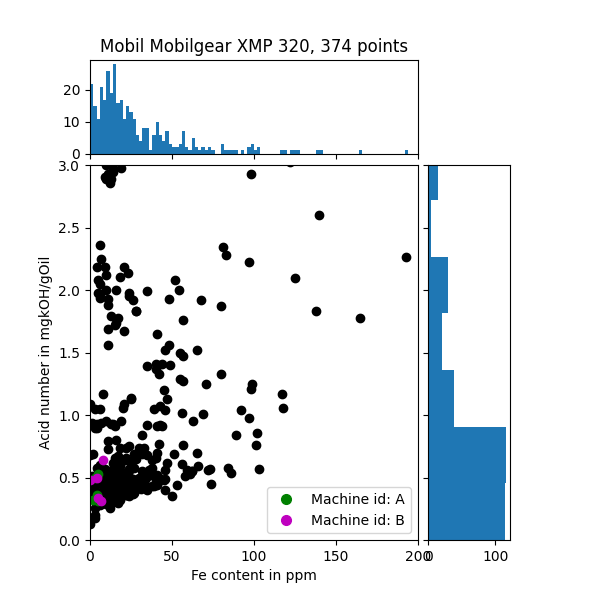 Mobil Mobilgear XMP 320, 374 points
20
10
0
3.0
2.5
2.0
1.5
1.0
0.5
0.0
Acid number in mgkOH/gOil
Machine id: A
Machine id: B
0 50 100 150 200 0 100
Fe content in ppm